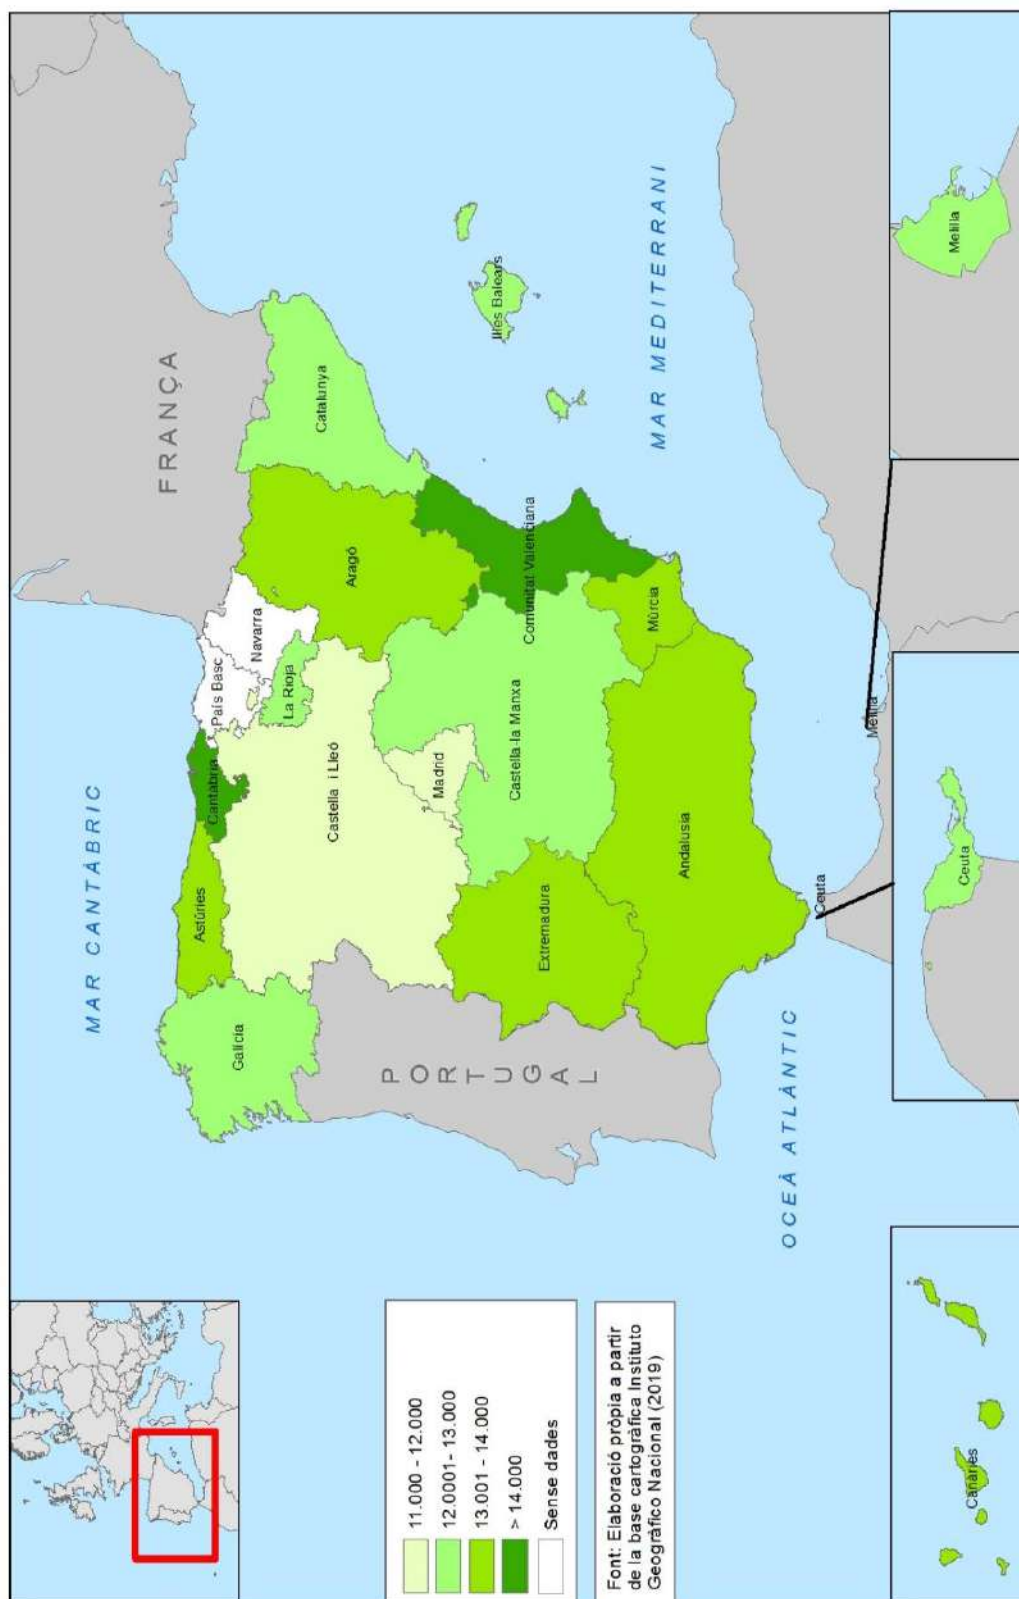 MAR CANTÀBRIC
FRANÇA
Astúries
Cantàbria
País Basc
Navarra
Galícia
La Rioja
Castella i Lleó
Aragó
Catalunya
Madrid
PORTUGAL
Extremadura
Castella-la Manxa
Comunitat Valenciana
Illes Balears
Andalusia
Múrcia
MAR MEDITERRANI
OCEÀ ATLÀNTIC
Ceuta
Melilla
11.000 - 12.000
12.0001- 13.000
13.001 - 14.000
> 14.000
Sense dades
Font: Elaboració pròpia a partir
de la base cartogràfica Instituto
Geogràfico Nacional (2019)
Canàries
Ceuta
Melilla